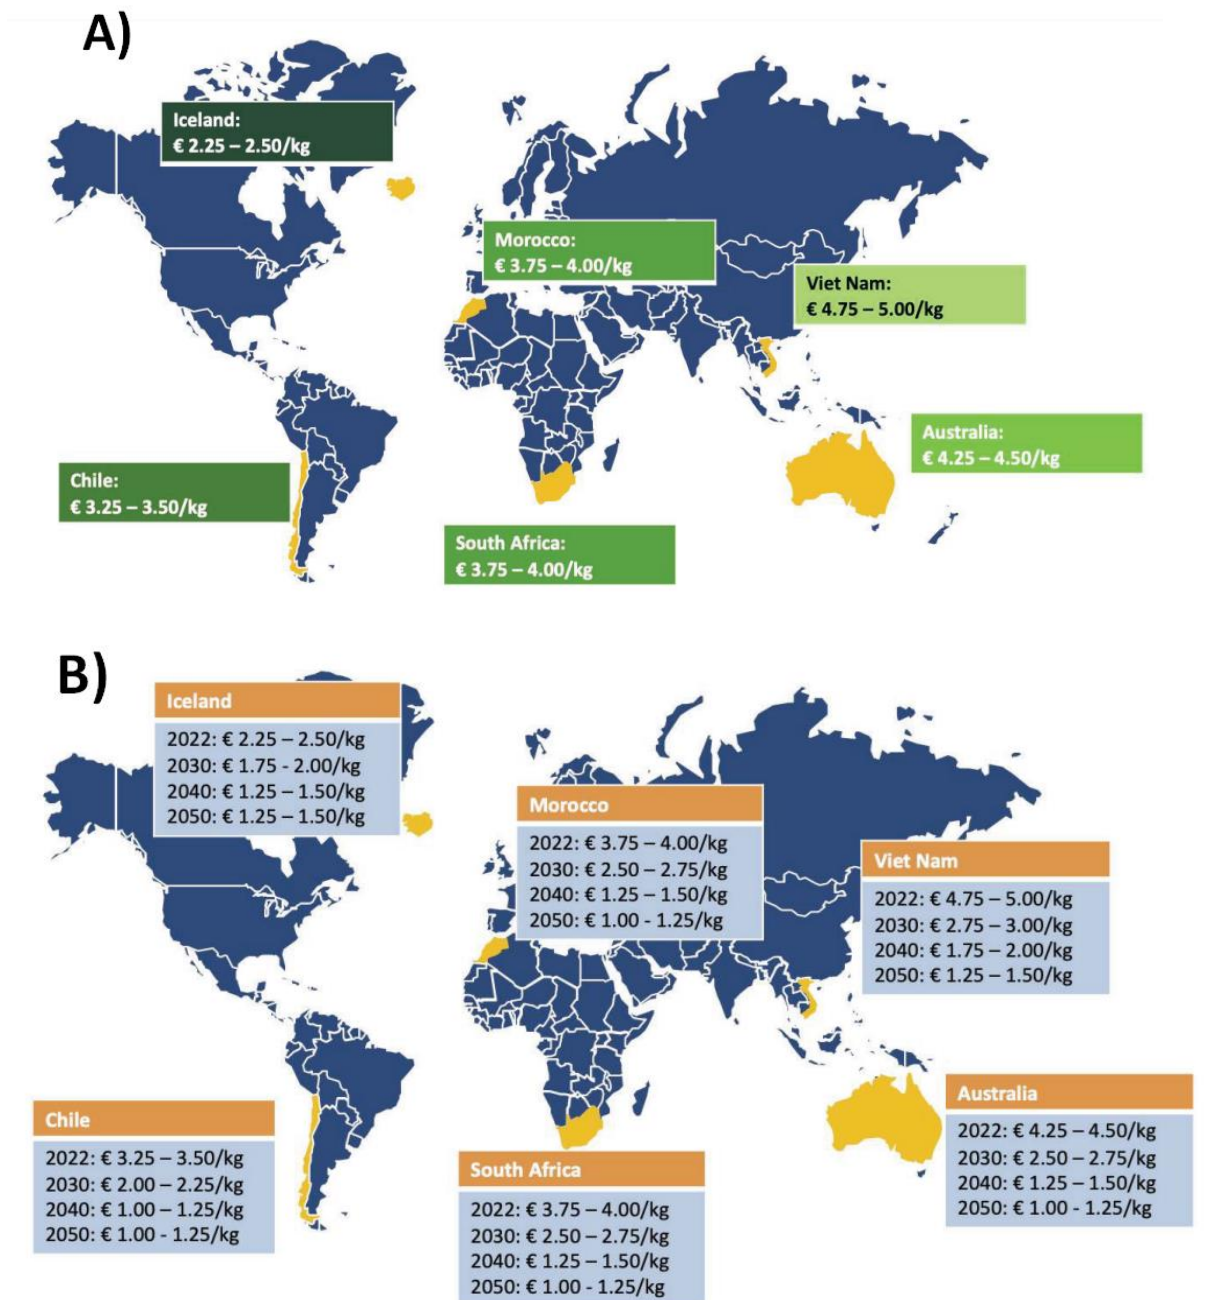 A)
Iceland:
€ 2.25 – 2.50/kg
Morocco:
€ 3.75 – 4.00/kg
Viet Nam:
€ 4.75 – 5.00/kg
Australia:
€ 4.25 – 4.50/kg
Chile:
€ 3.25 – 3.50/kg
South Africa:
€ 3.75 – 4.00/kg
B)
Iceland
2022: € 2.25 – 2.50/kg
2030: € 1.75 - 2.00/kg
2040: € 1.25 – 1.50/kg
2050: € 1.25 – 1.50/kg
Morocco
2022: € 3.75 – 4.00/kg
2030: € 2.50 – 2.75/kg
2040: € 1.25 – 1.50/kg
2050: € 1.00 - 1.25/kg
Viet Nam
2022: € 4.75 – 5.00/kg
2030: € 2.75 – 3.00/kg
2040: € 1.75 – 2.00/kg
2050: € 1.25 – 1.50/kg
Australia
2022: € 4.25 – 4.50/kg
2030: € 2.50 – 2.75/kg
2040: € 1.25 – 1.50/kg
2050: € 1.00 - 1.25/kg
Chile
2022: € 3.25 – 3.50/kg
2030: € 2.00 – 2.25/kg
2040: € 1.00 – 1.25/kg
2050: € 1.00 - 1.25/kg
South Africa
2022: € 3.75 – 4.00/kg
2030: € 2.50 – 2.75/kg
2040: € 1.25 – 1.50/kg
2050: € 1.00 - 1.25/kg